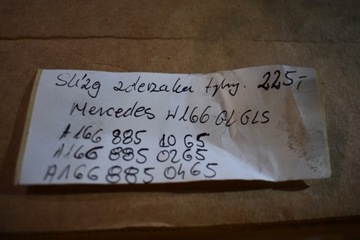 Ślizg zderzaka tylny. 225,-
Mercedes W166 GL GLS
A166 885 10 65
A166 885 02 65
A166 885 04 65